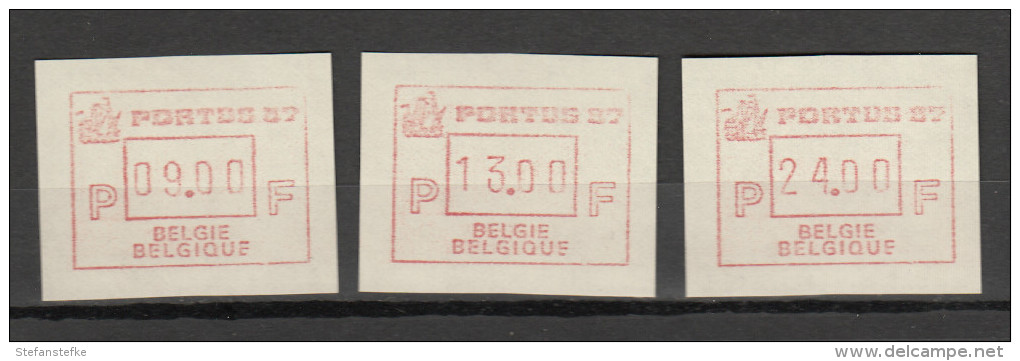 PORTUS 87
09.00
P F
BELGIE
BELGIQUE
PORTUS 87
13.00
P F
BELGIE
BELGIQUE
PORTUS 87
24.00
P F
BELGIE
BELGIQUE
Stefanstefke
delcampe.net